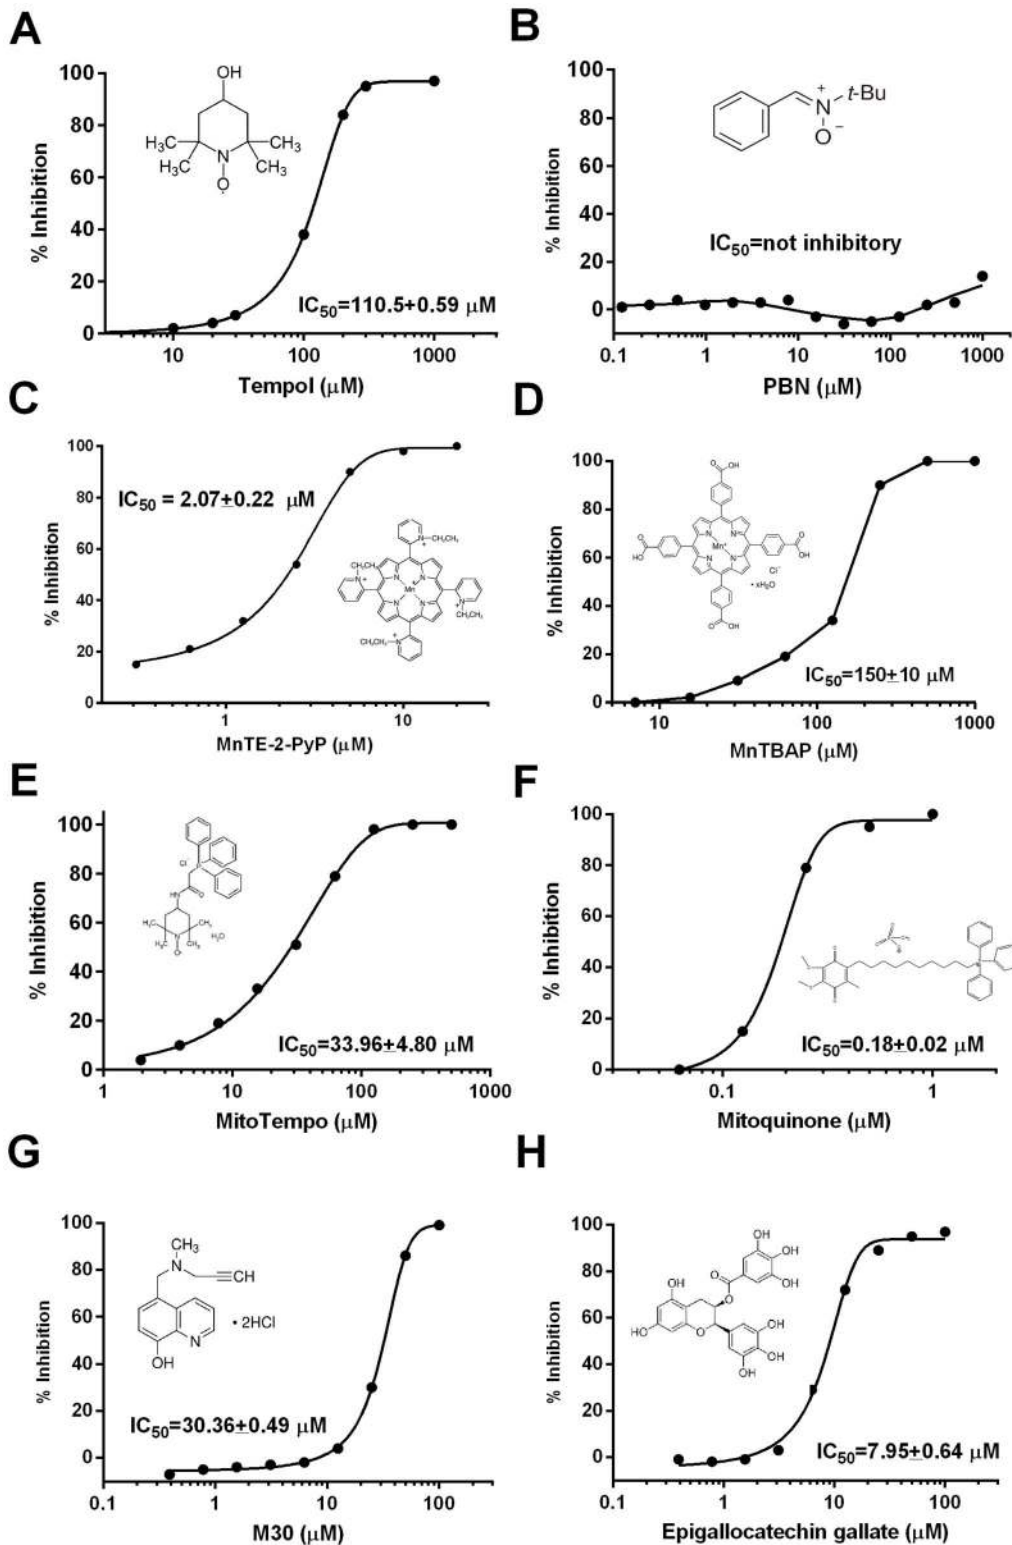 A
% Inhibition
100
80
60
40
20
0
OH
H₃C
H₃C
N
O
CH₃
CH₃
IC₅₀=110.5+0.59 µM
10
100
1000
Tempol (µM)
B
% Inhibition
100
80
60
40
20
0
+
N
t-Bu
O
−
IC₅₀=not inhibitory
0.1
1
10
100
1000
PBN (µM)
C
% Inhibition
100
80
60
40
20
0
IC₅₀ = 2.07±0.22 µM
Mn
1
10
MnTE-2-PyP (µM)
D
% Inhibition
100
80
60
40
20
0
Cl⁻
• xH₂O
IC₅₀=150±10 µM
10
100
1000
MnTBAP (µM)
E
% Inhibition
100
80
60
40
20
0
Cl⁻
P
HN
O
CH₃
CH₃
H₃C
H₃C
N
O•
H₂O
IC₅₀=33.96±4.80 µM
1
10
100
1000
MitoTempo (µM)
F
% Inhibition
100
80
60
40
20
0
IC₅₀=0.18±0.02 µM
0.1
1
Mitoquinone (µM)
G
% Inhibition
100
80
60
40
20
0
CH₃
N
CH
• 2HCl
N
OH
IC₅₀=30.36±0.49 µM
0.1
1
10
100
M30 (µM)
H
% Inhibition
100
80
60
40
20
0
OH
OH
OH
O
O
OH
HO
O
OH
OH
OH
IC₅₀=7.95±0.64 µM
0.1
1
10
100
Epigallocatechin gallate (µM)